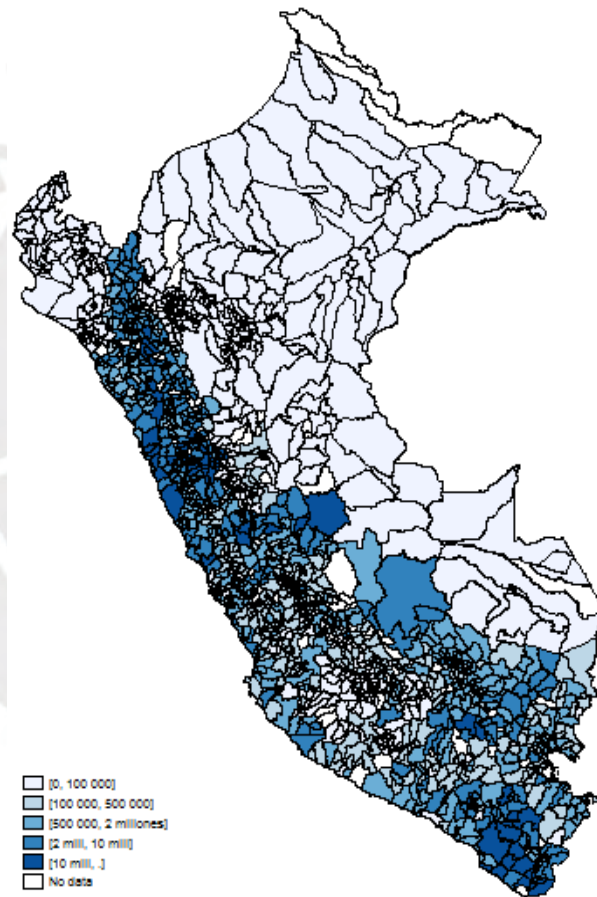 [0, 100 000]
[100 000, 500 000]
[500 000, 2 millones]
[2 mill, 10 mill]
[10 mill, .]
No data